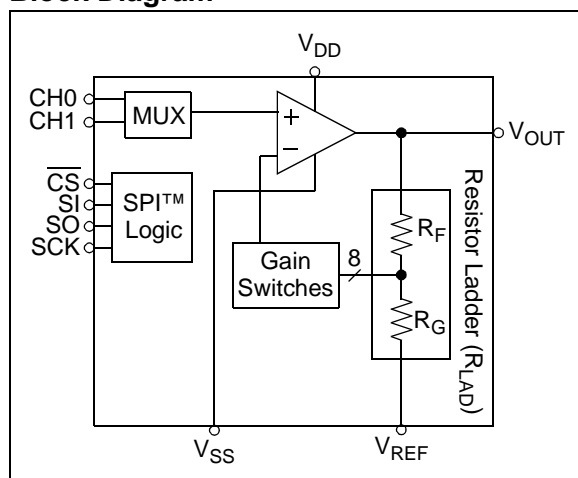 Block Diagram
V_DD
CH0
CH1
MUX
+
−
V_OUT
CS
SI
SO
SCK
SPI™
Logic
Gain
Switches
8
R_F
R_G
Resistor Ladder (R_LAD)
V_SS
V_REF